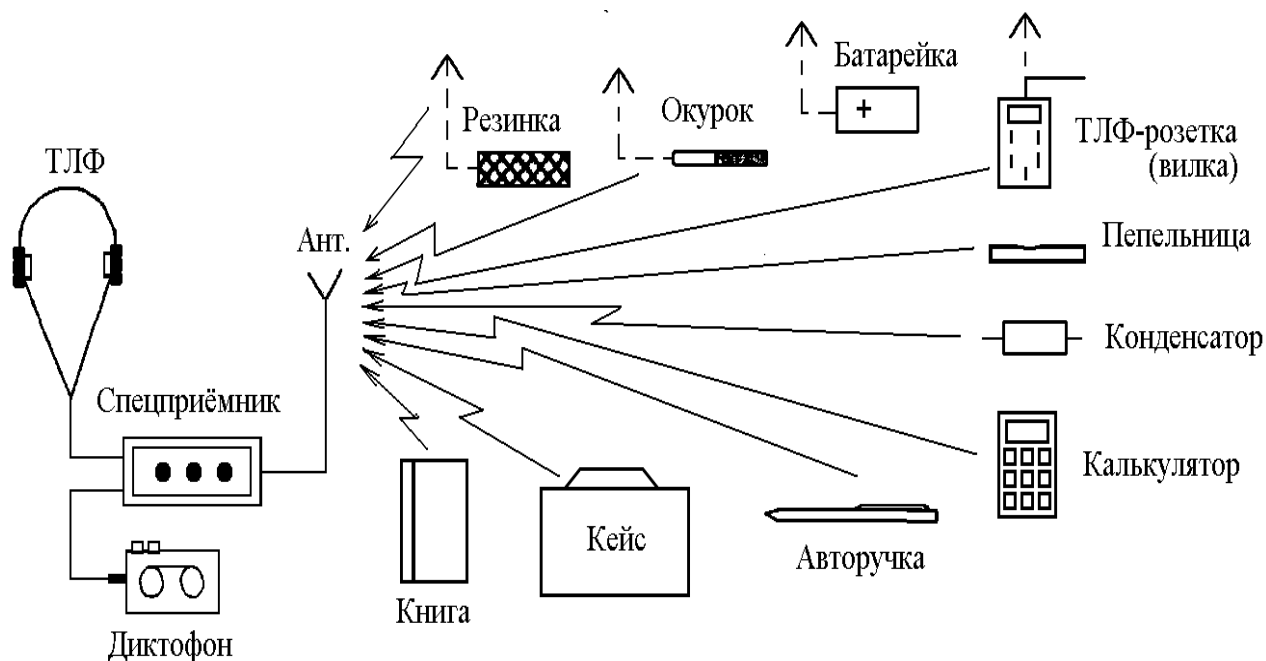 Батарейка
Резинка
Окурок
ТЛФ-розетка
(вилка)
ТЛФ
Ант.
Пепельница
Конденсатор
Спецприёмник
Калькулятор
Кейс
Авторучка
Книга
Диктофон
+